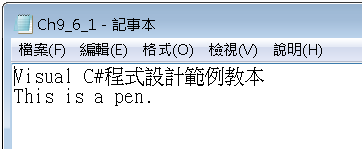 Ch9_6_1 - 記事本
檔案(F) 編輯(E) 格式(O) 檢視(V) 說明(H)
Visual C#程式設計範例教本
This is a pen.